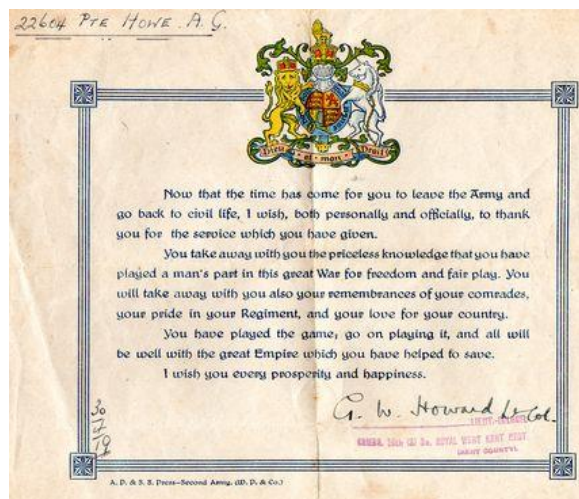 22604 PTE HOWE. A. G.
Dieu et mon Droit
Now that the time has come for you to leave the Army and
go back to civil life, I wish, both personally and officially, to thank
you for the service which you have given.
You take away with you the priceless knowledge that you have
played a man's part in this great War for freedom and fair play. You
will take away with you also your remembrances of your comrades,
your pride in your Regiment, and your love for your country.
You have played the game; go on playing it, and all will
be well with the great Empire which you have helped to save.
I wish you every prosperity and happiness.
G. W. Howard Lt Col.
LIEUT.-COLONEL
ROYAL WEST KENT REGT.
(KENT COUNTY).
30/7/19
A. P. & S. S. Press—Second Army. (W. P. & Co.)